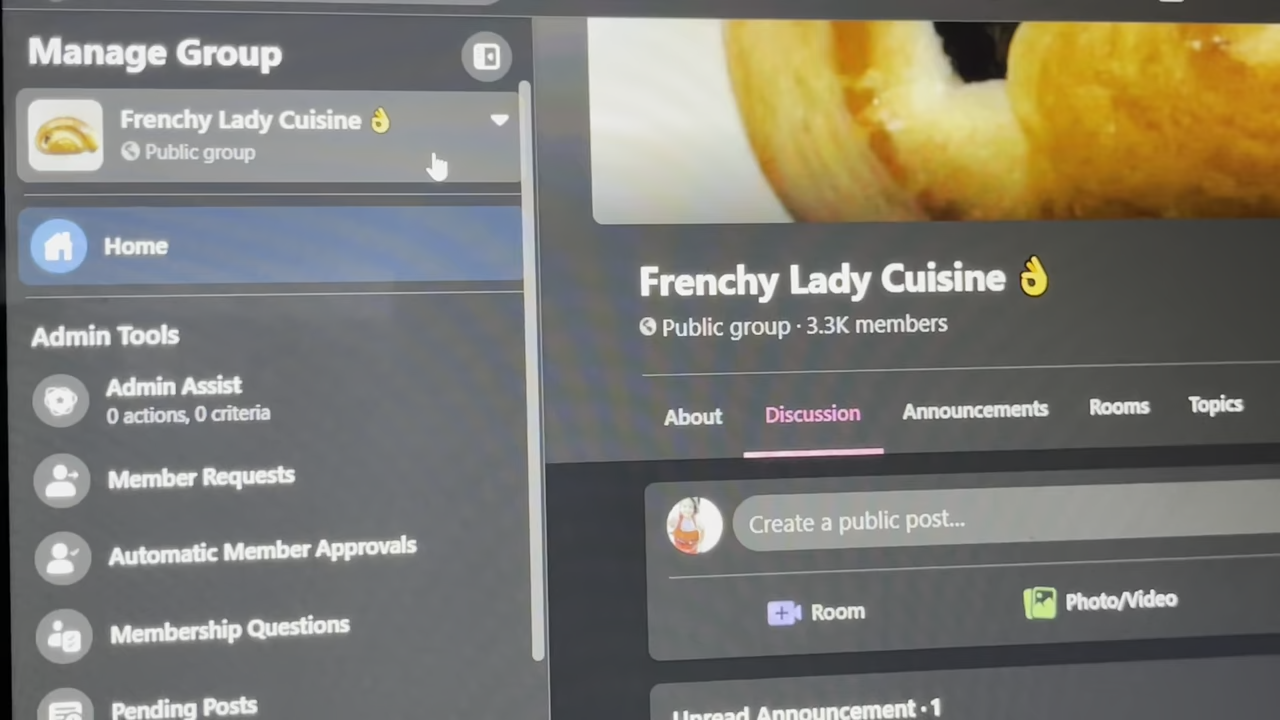 Manage Group
Frenchy Lady Cuisine 👌
Public group
Home
Admin Tools
Admin Assist
0 actions, 0 criteria
Member Requests
Automatic Member Approvals
Membership Questions
Pending Posts
Frenchy Lady Cuisine 👌
Public group · 3.3K members
About Discussion Announcements Rooms Topics
Create a public post...
Room Photo/Video
Unread Announcement · 1